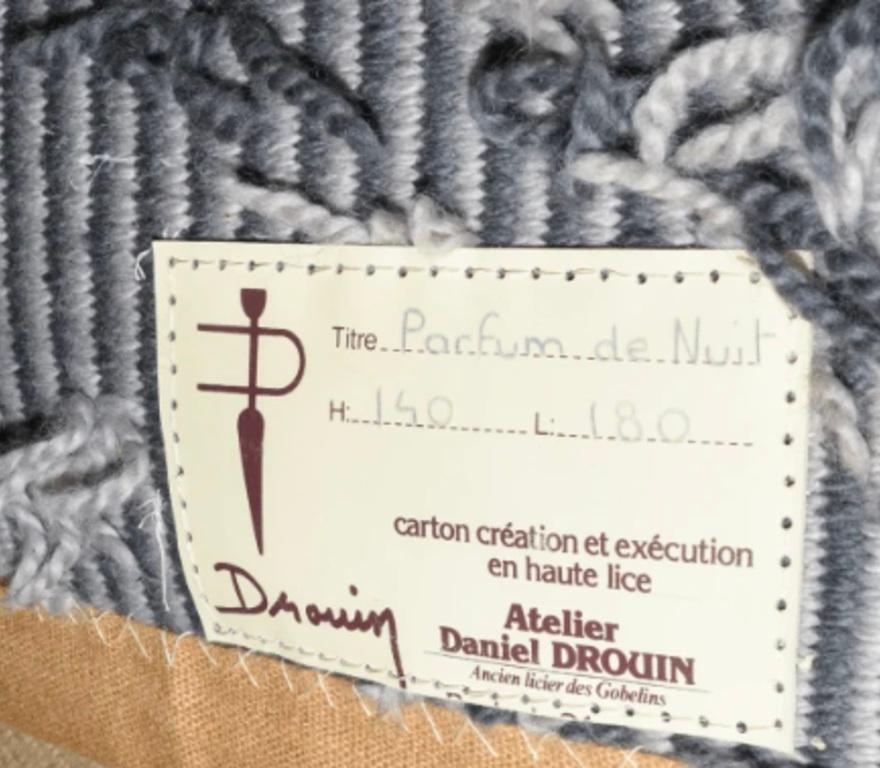 Titre Parfum de Nuit
H: 140 L: 180
carton création et exécution
en haute lice
Drouin
Atelier
Daniel DROUIN
Ancien licier des Gobelins